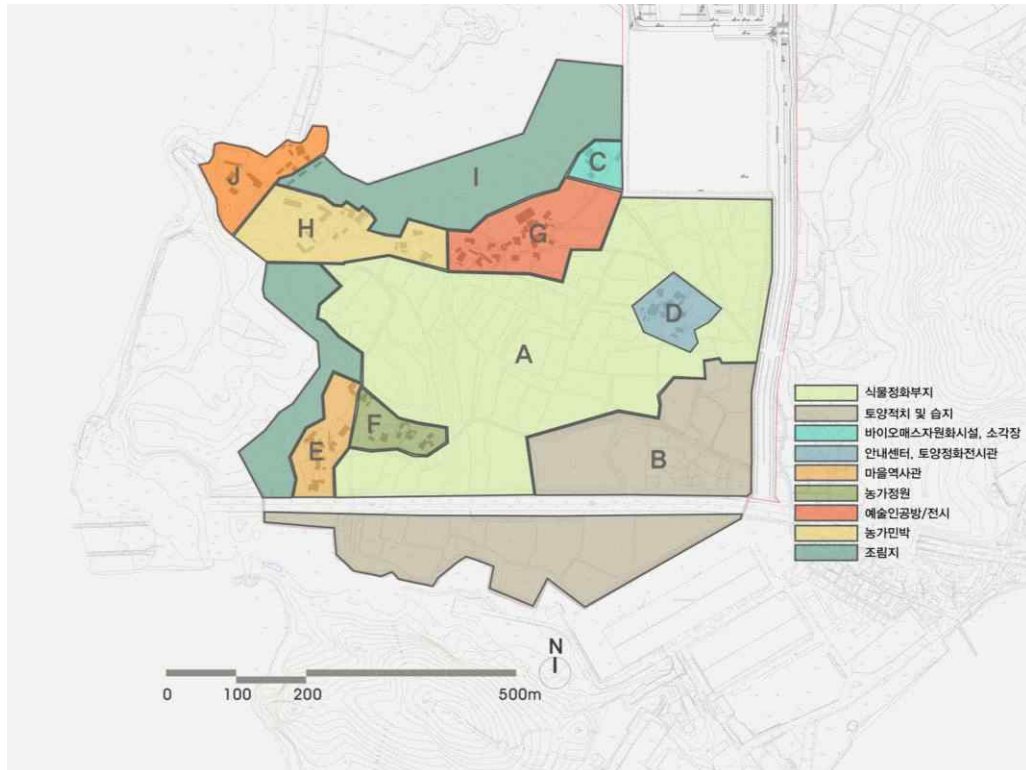 C
I
J
H
G
D
A
F
E
B
식물정화부지
토양적치 및 습지
바이오매스자원화시설, 소각장
안내센터, 토양정화전시관
마을역사관
농가정원
예술인공방/전시
농가민박
조림지
N
0 100 200 500m